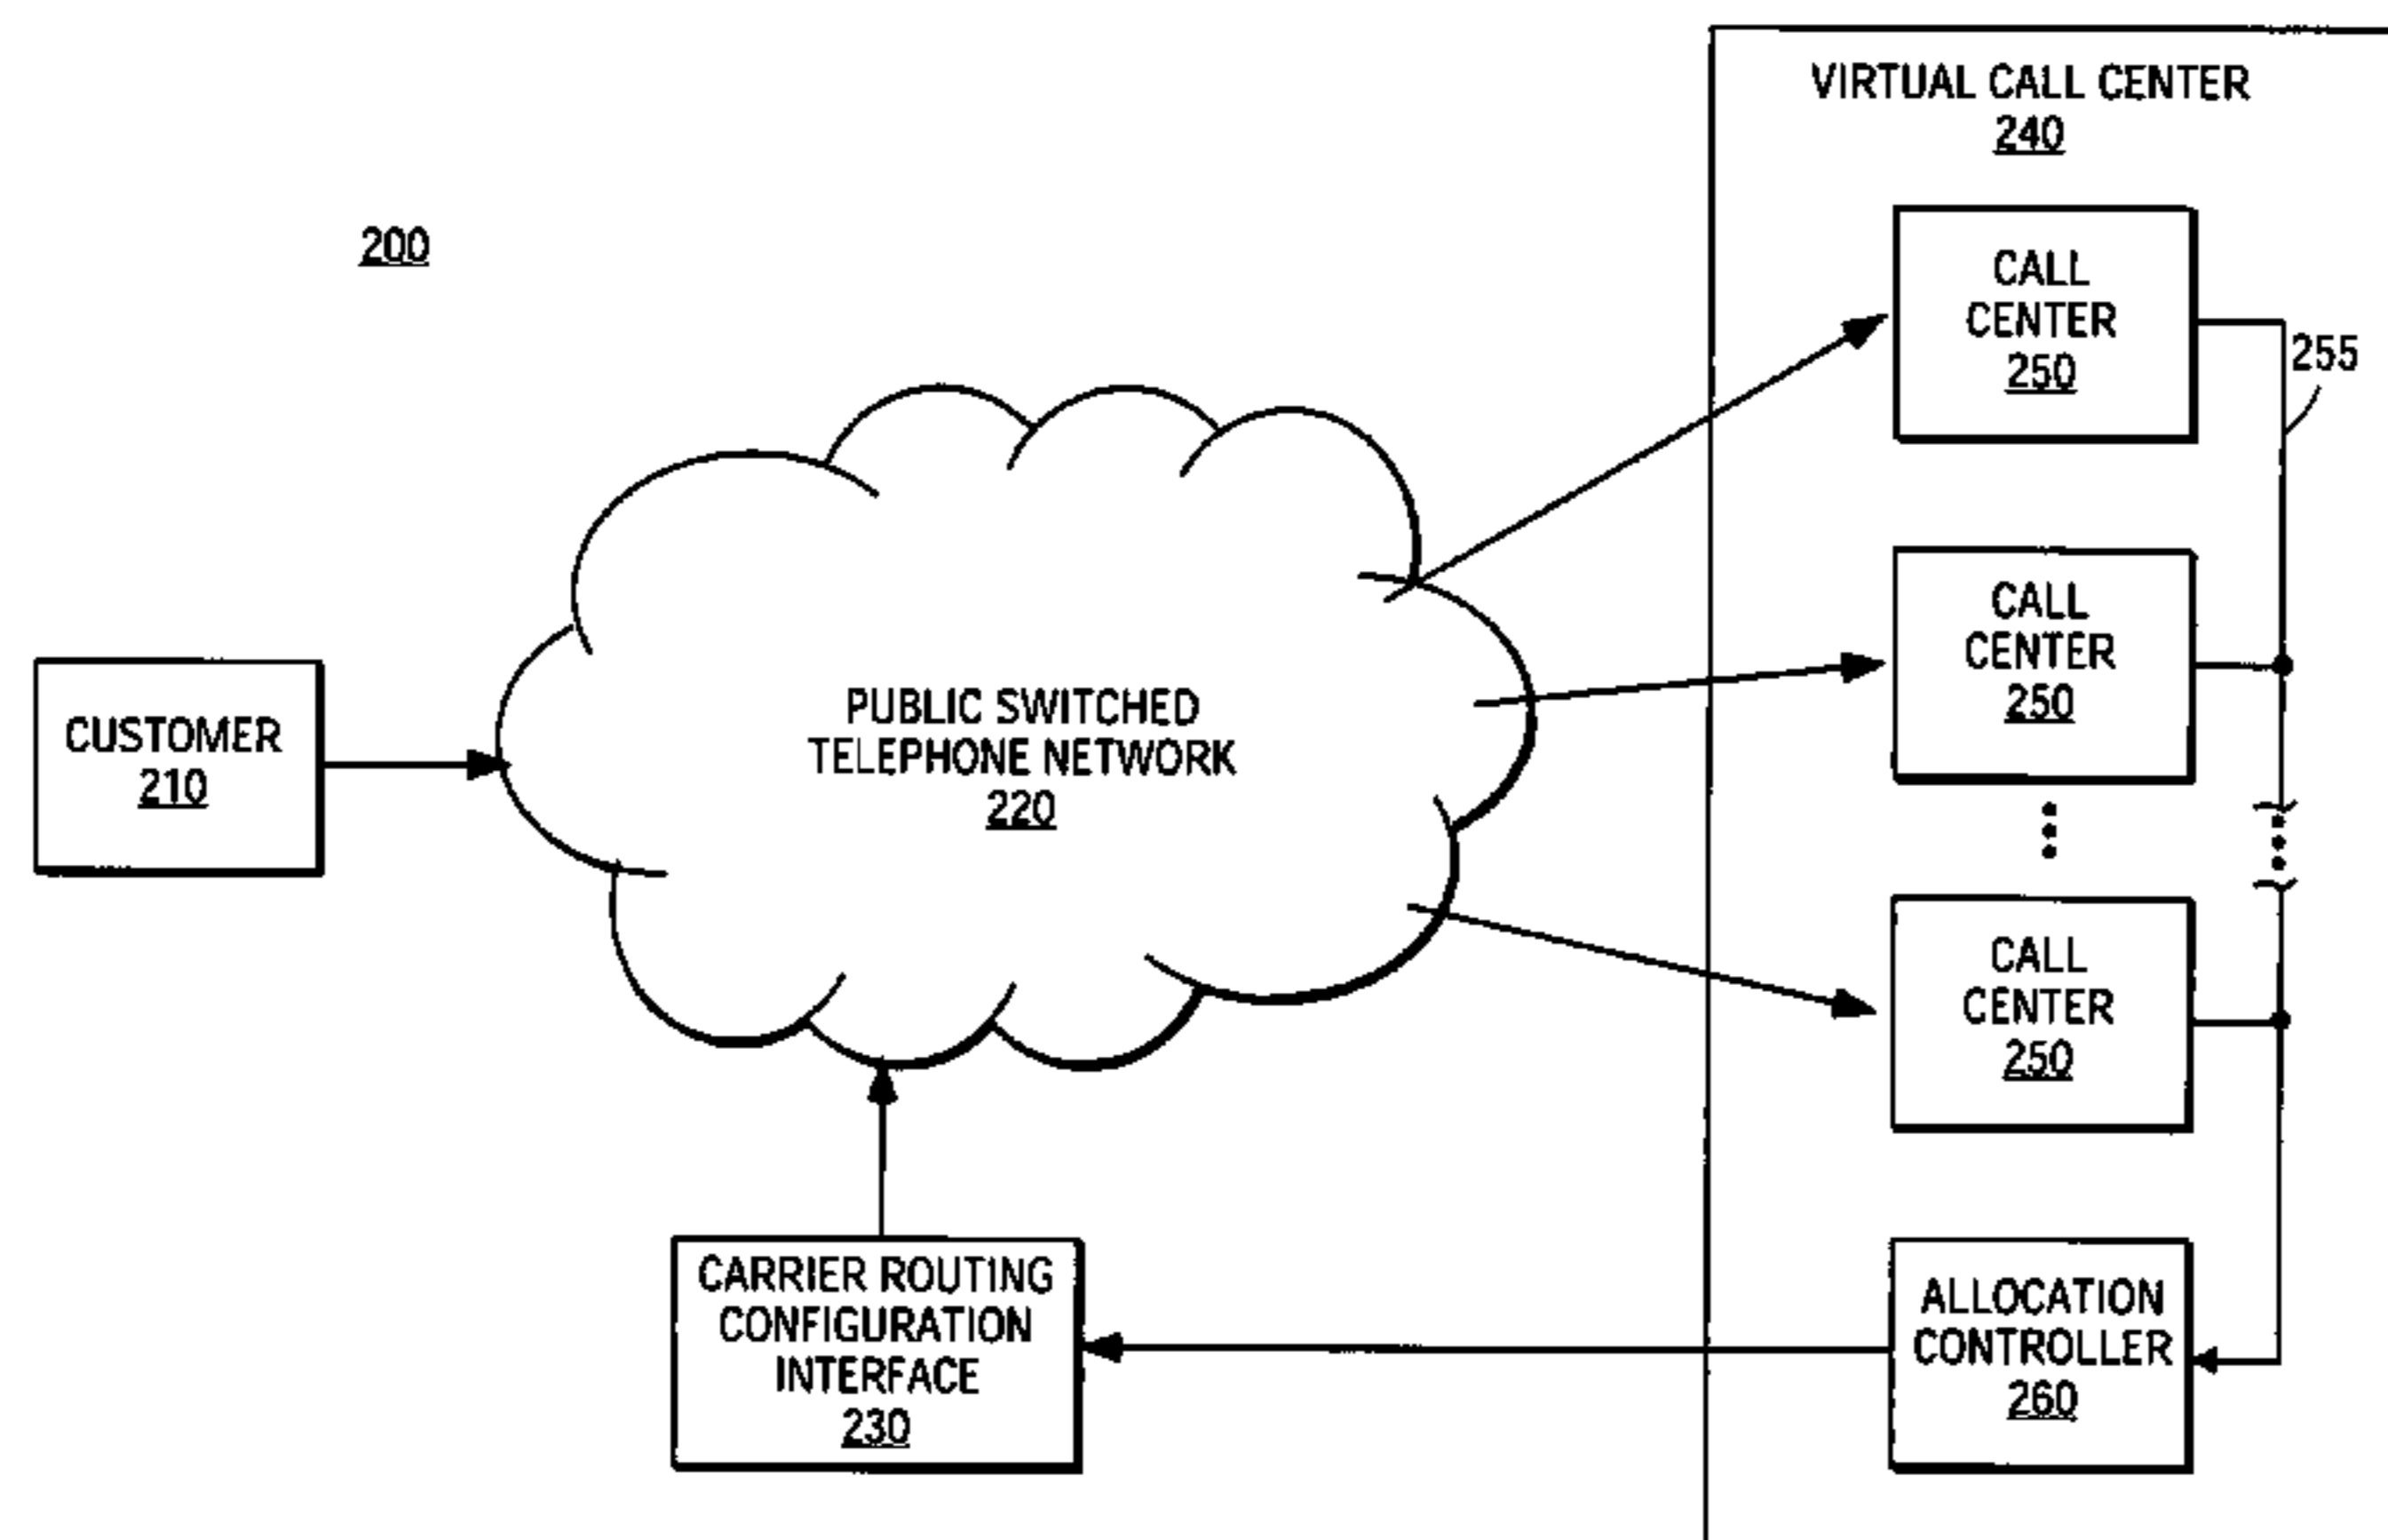 VIRTUAL CALL CENTER
240
200
CALL
CENTER
250
255
CALL
CENTER
250
CUSTOMER
210
PUBLIC SWITCHED
TELEPHONE NETWORK
220
CALL
CENTER
250
CARRIER ROUTING
CONFIGURATION
INTERFACE
230
ALLOCATION
CONTROLLER
260